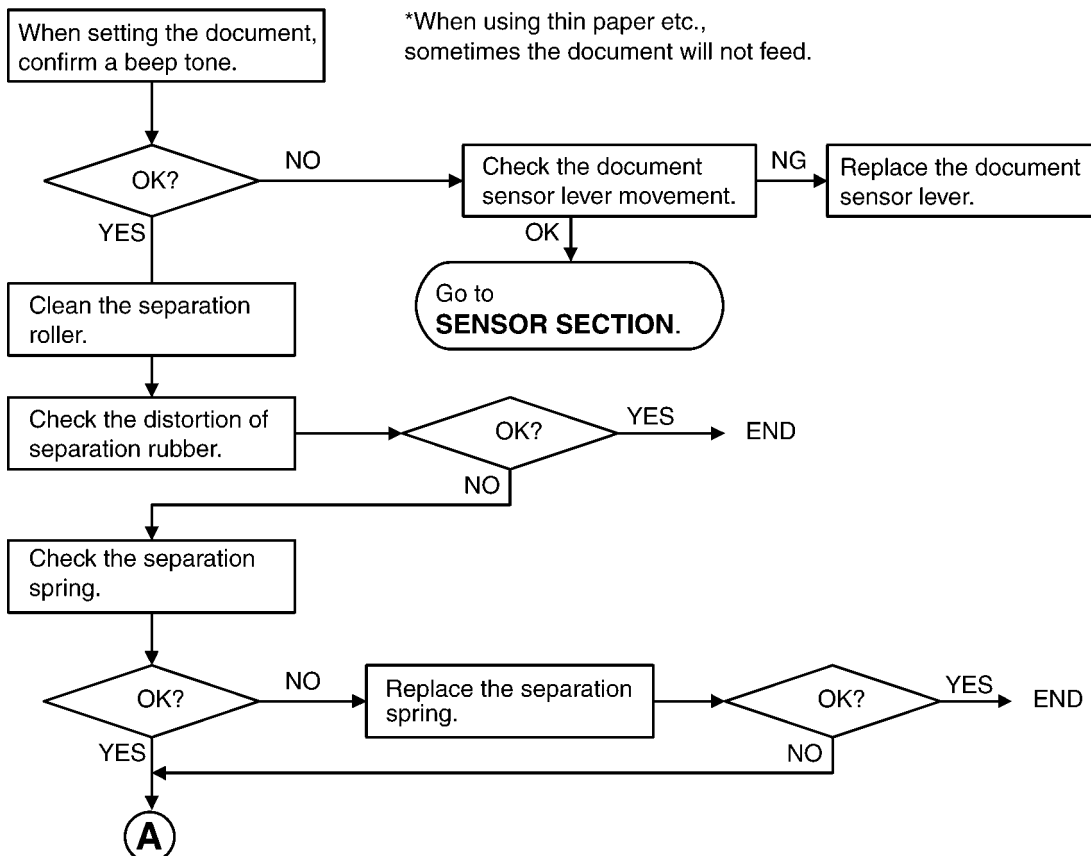 When setting the document,
confirm a beep tone.
*When using thin paper etc.,
sometimes the document will not feed.
OK?
NO
Check the document
sensor lever movement.
NG
Replace the document
sensor lever.
YES
OK
Go to
SENSOR SECTION.
Clean the separation
roller.
Check the distortion of
separation rubber.
OK?
YES
END
NO
Check the separation
spring.
OK?
NO
Replace the separation
spring.
OK?
YES
END
YES
NO
A